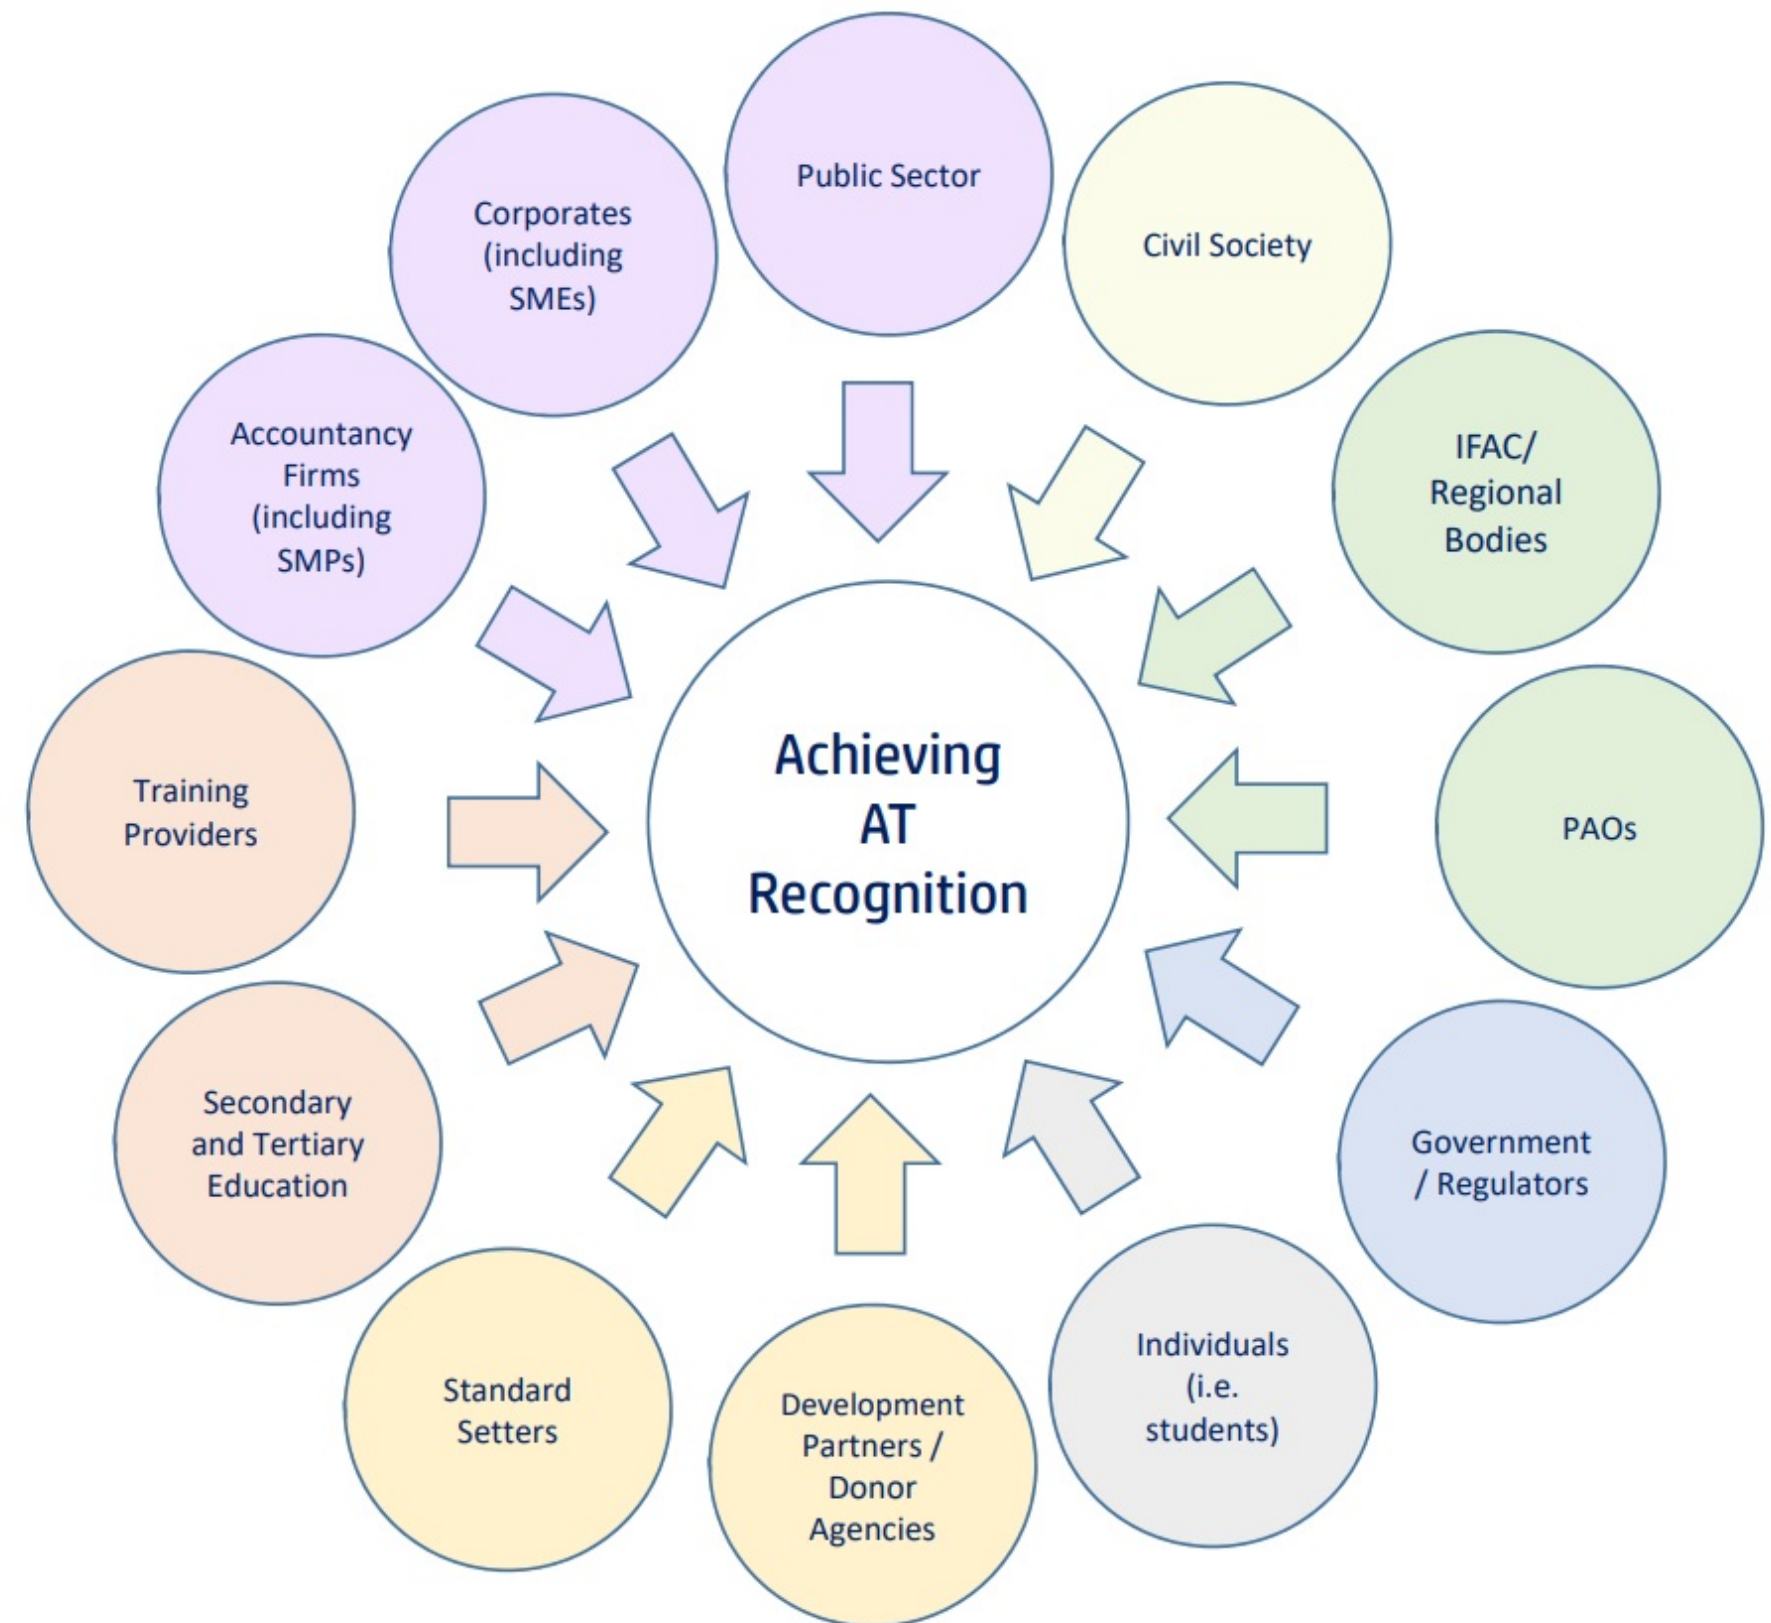 Public Sector
Civil Society
IFAC/
Regional
Bodies
PAOs
Government
/ Regulators
Individuals
(i.e.
students)
Development
Partners /
Donor
Agencies
Standard
Setters
Secondary
and Tertiary
Education
Training
Providers
Accountancy
Firms
(including
SMPs)
Corporates
(including
SMEs)
Achieving
AT
Recognition